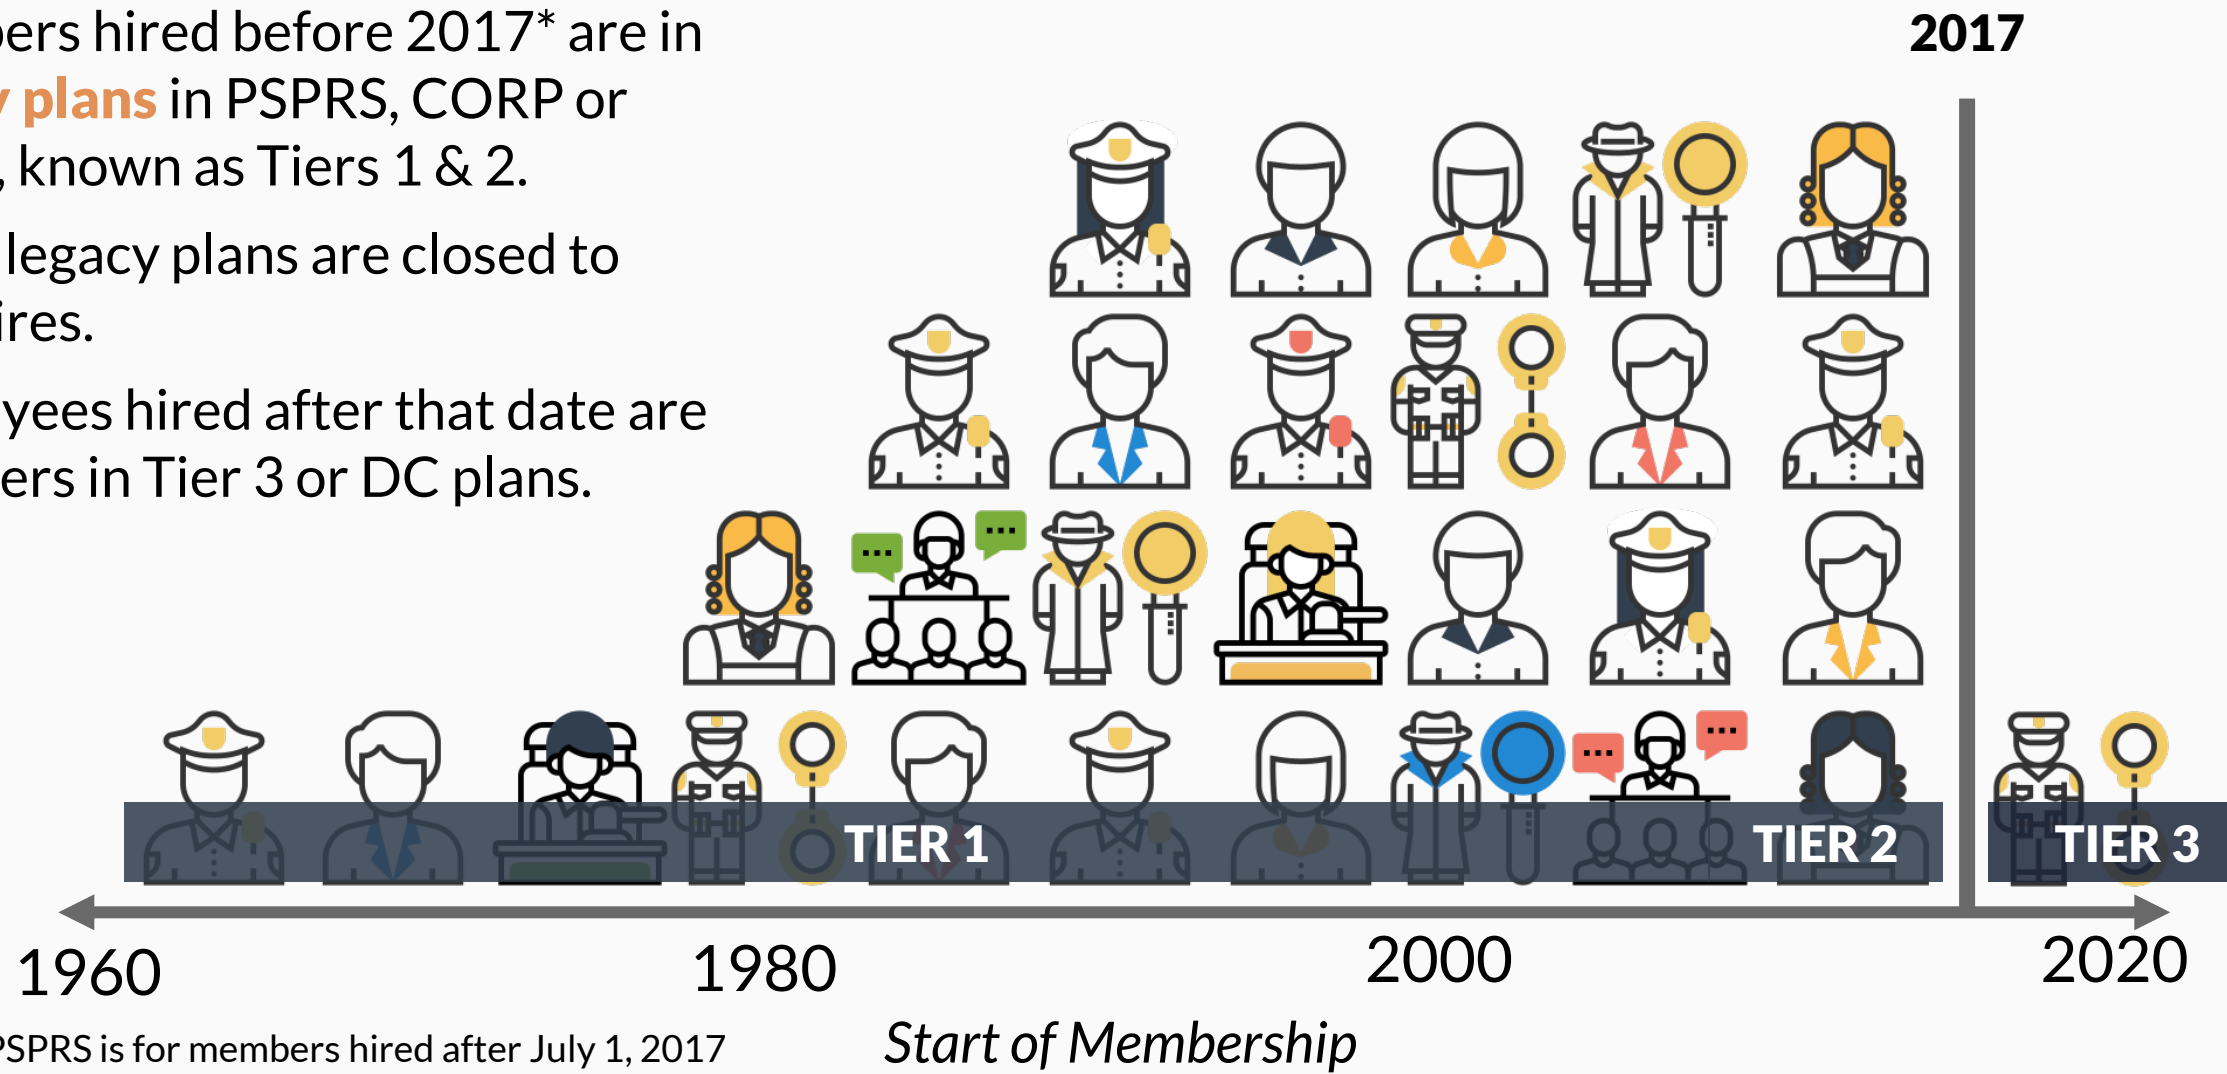 pers hired before 2017* are in
y plans in PSPRS, CORP or
, known as Tiers 1 & 2.
legacy plans are closed to
ires.
yees hired after that date are
ers in Tier 3 or DC plans.
2017
TIER 1
TIER 2
TIER 3
1960
1980
2000
2020
Start of Membership
PSPRS is for members hired after July 1, 2017